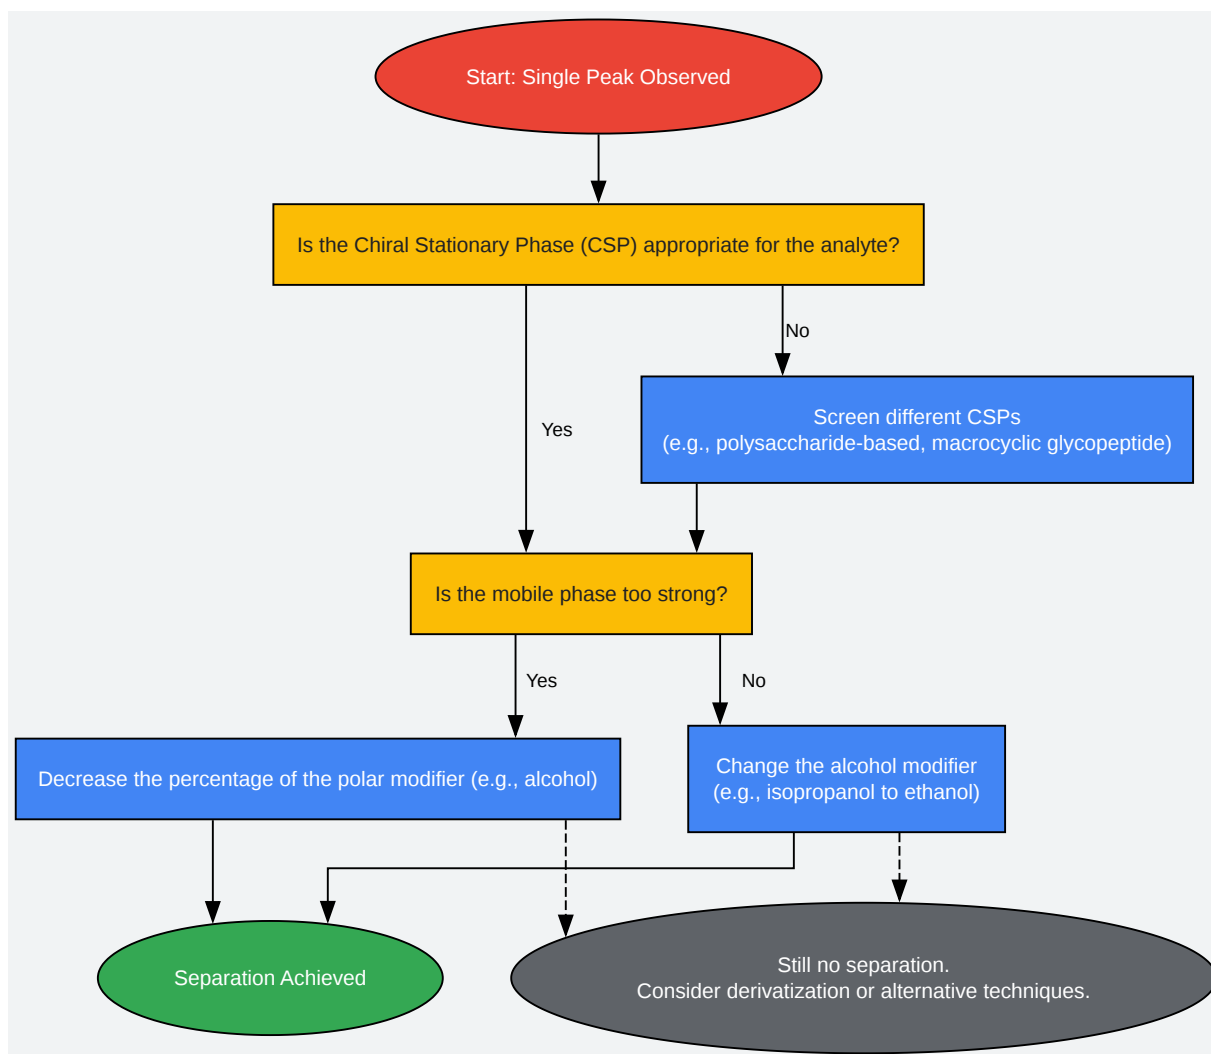 Start: Single Peak Observed
Is the Chiral Stationary Phase (CSP) appropriate for the analyte?
No
Screen different CSPs
(e.g., polysaccharide-based, macrocyclic glycopeptide)
Yes
Is the mobile phase too strong?
Yes
No
Decrease the percentage of the polar modifier (e.g., alcohol)
Change the alcohol modifier
(e.g., isopropanol to ethanol)
Separation Achieved
Still no separation.
Consider derivatization or alternative techniques.